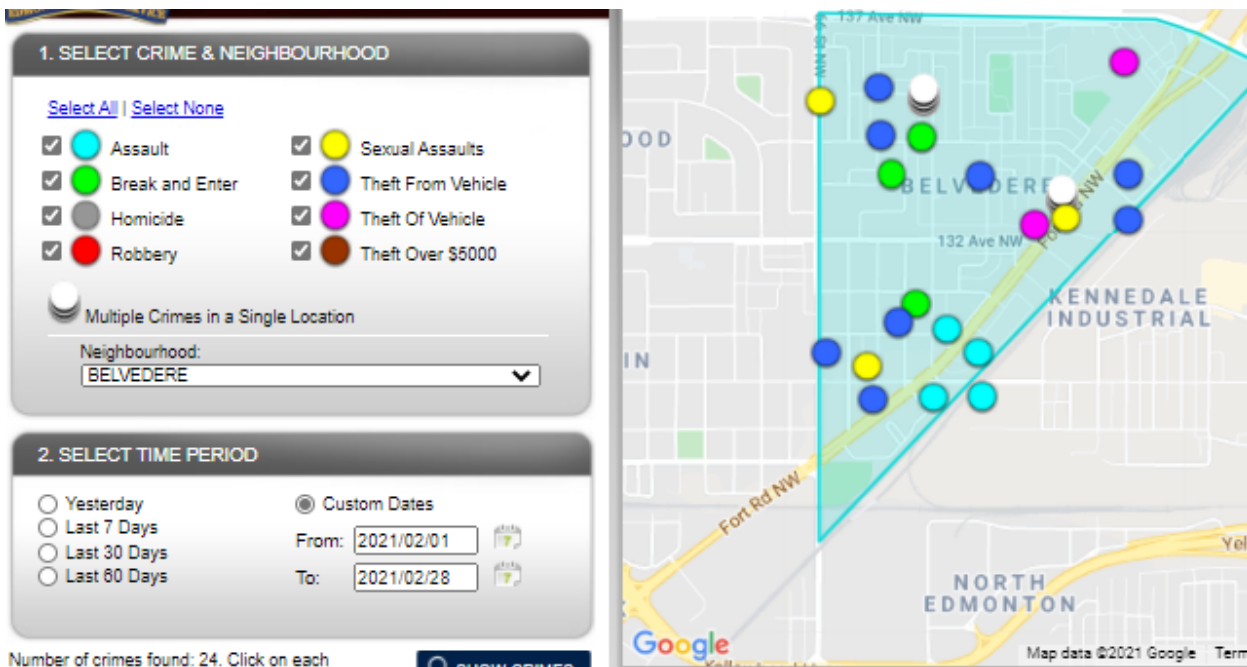 1. SELECT CRIME & NEIGHBOURHOOD
Select All | Select None
Assault
Sexual Assaults
Break and Enter
Theft From Vehicle
Homicide
Theft Of Vehicle
Robbery
Theft Over $5000
Multiple Crimes in a Single Location
Neighbourhood:
BELVEDERE
2. SELECT TIME PERIOD
Yesterday
Custom Dates
Last 7 Days
From: 2021/02/01
Last 30 Days
Last 60 Days
To: 2021/02/28
Number of crimes found: 24. Click on each
SHOW CRIMES
137 Ave NW
OOD
BELVEDERE
132 Ave NW
KENNEDALE
INDUSTRIAL
IN
Fort Rd NW
Yel
NORTH
EDMONTON
Google
Map data ©2021 Google
Term